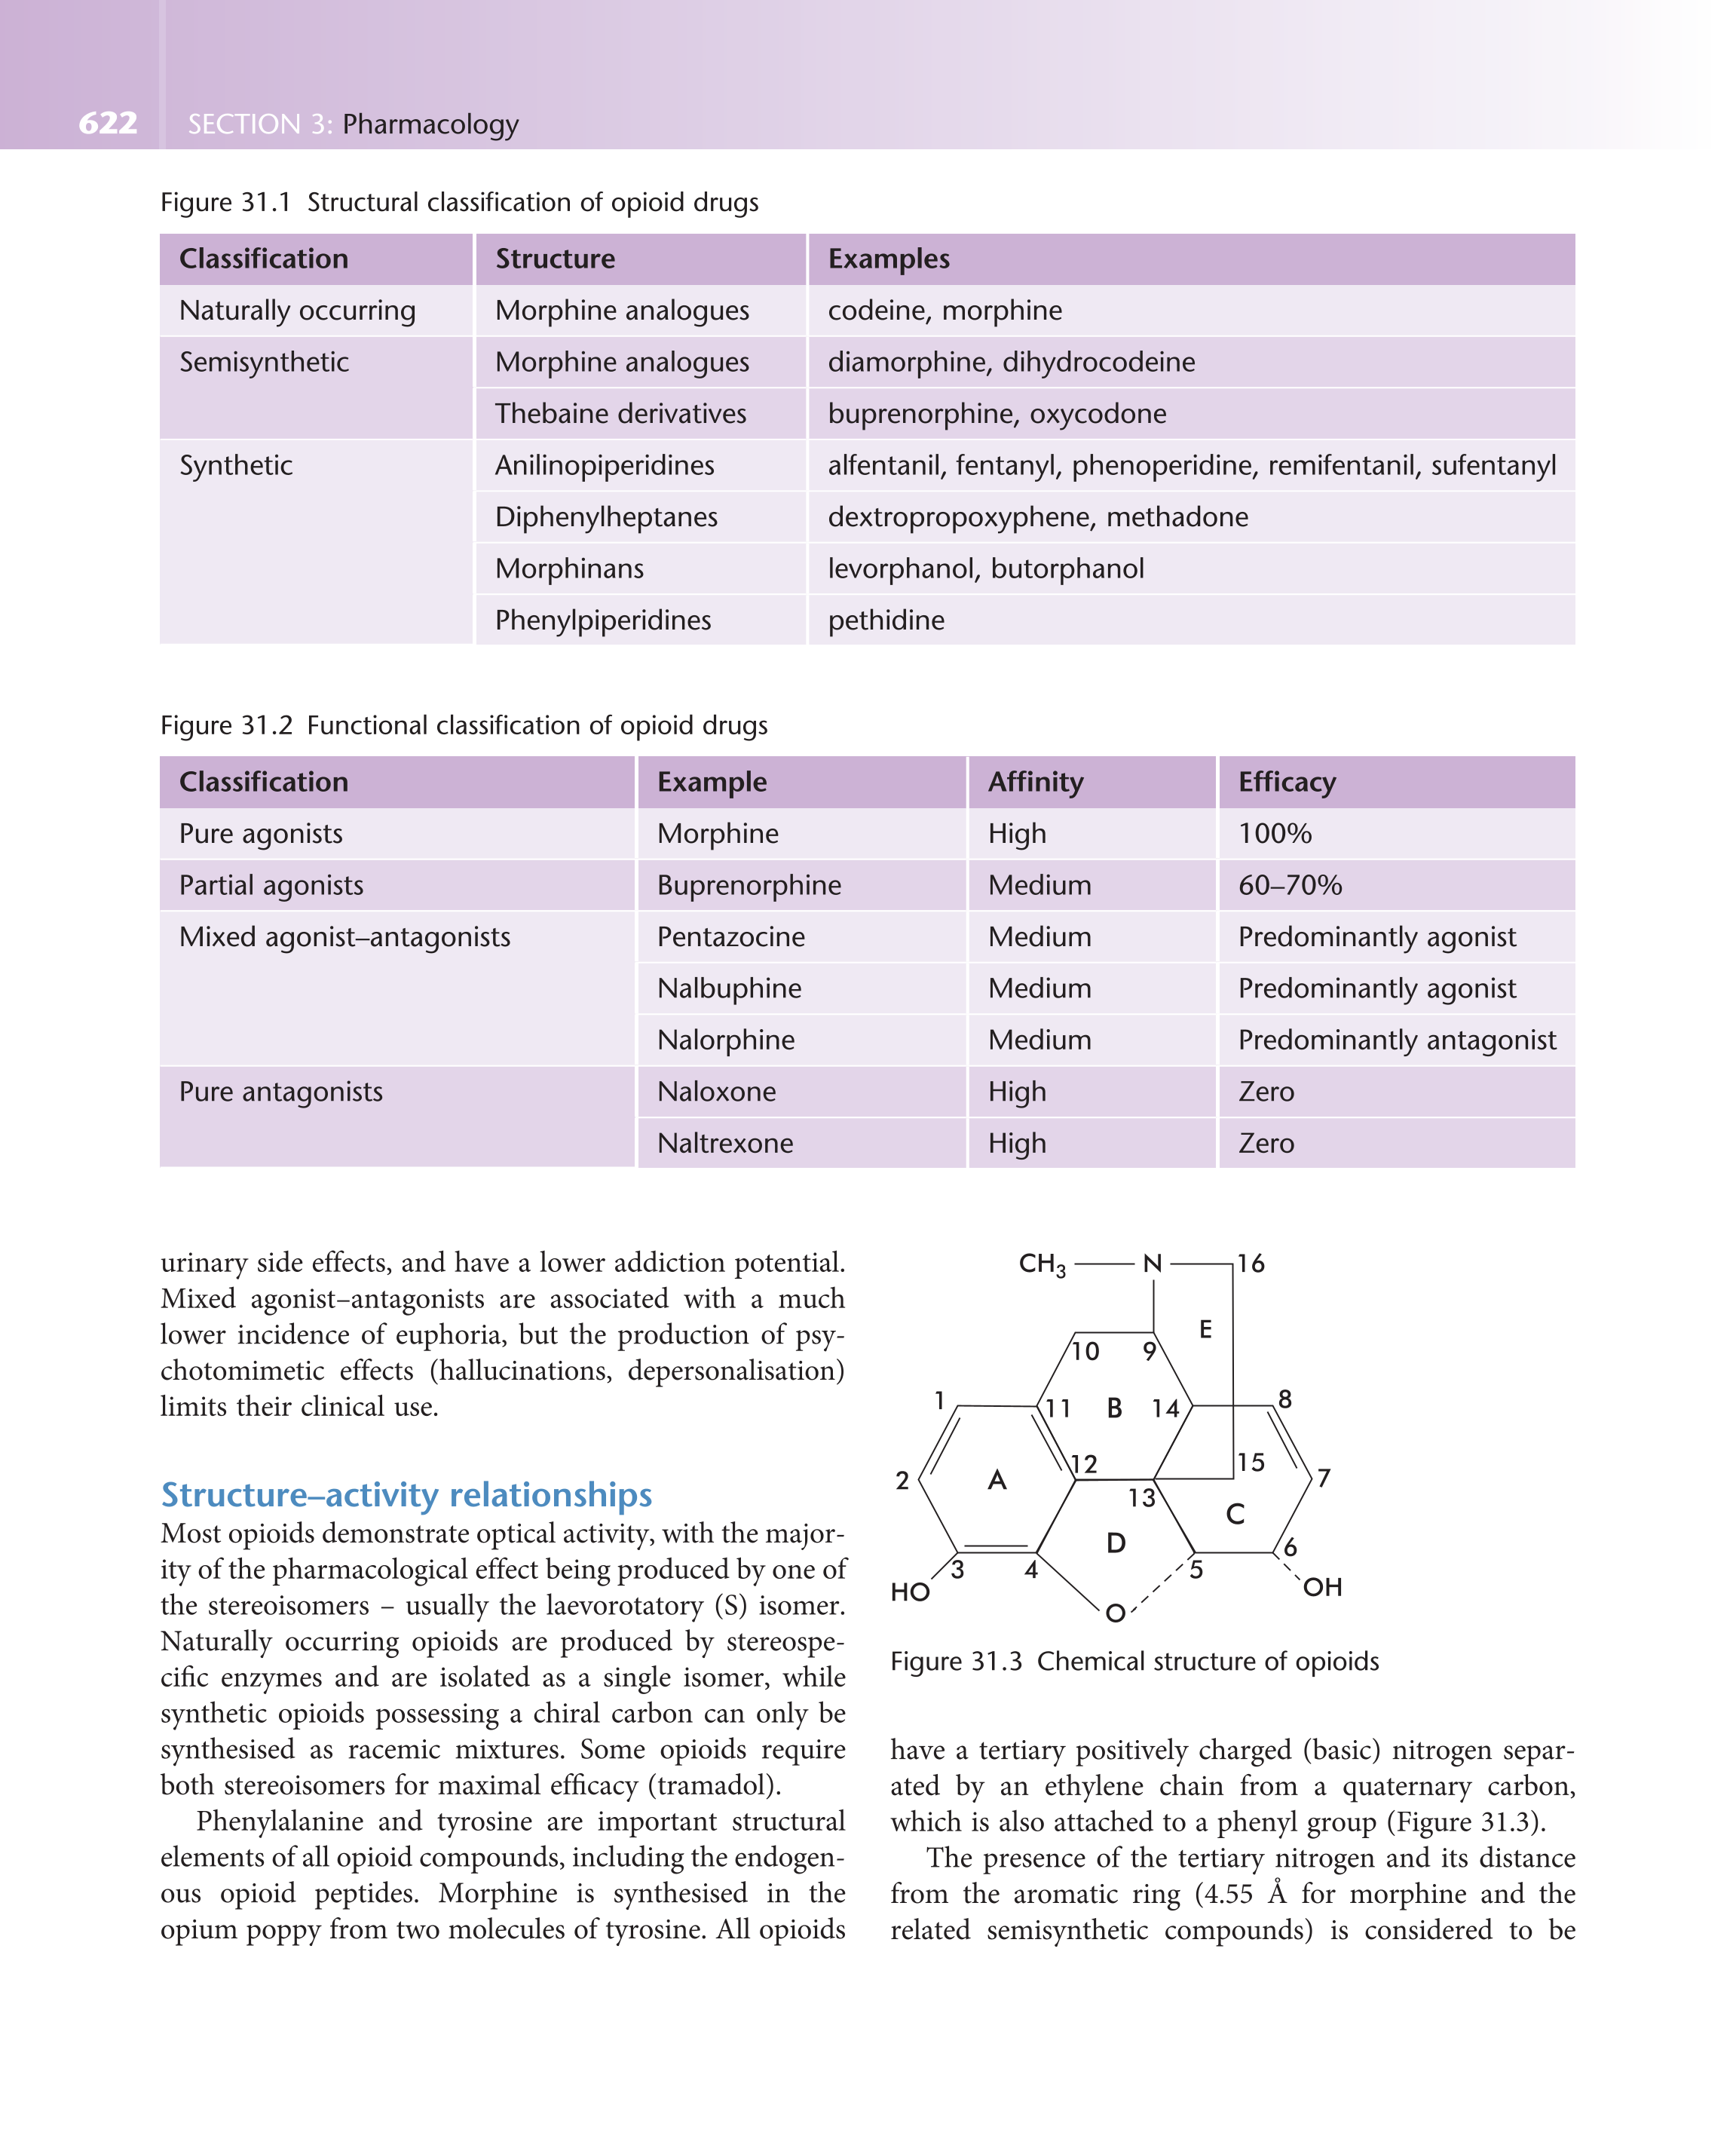 622 SECTION 3: Pharmacology
Figure 31.1 Structural classification of opioid drugs
Classification Structure Examples
Naturally occurring Morphine analogues codeine, morphine
Semisynthetic Morphine analogues diamorphine, dihydrocodeine
Thebaine derivatives buprenorphine, oxycodone
Synthetic Anilinopiperidines alfentanil, fentanyl, phenoperidine, remifentanil, sufentanyl
Diphenylheptanes dextropropoxyphene, methadone
Morphinans levorphanol, butorphanol
Phenylpiperidines pethidine
Figure 31.2 Functional classification of opioid drugs
Classification Example Affinity Efficacy
Pure agonists Morphine High 100%
Partial agonists Buprenorphine Medium 60–70%
Mixed agonist–antagonists Pentazocine Medium Predominantly agonist
Nalbuphine Medium Predominantly agonist
Nalorphine Medium Predominantly antagonist
Pure antagonists Naloxone High Zero
Naltrexone High Zero
urinary side effects, and have a lower addiction potential.
Mixed agonist–antagonists are associated with a much
lower incidence of euphoria, but the production of psy-
chotomimetic effects (hallucinations, depersonalisation)
limits their clinical use.
Structure–activity relationships
Most opioids demonstrate optical activity, with the major-
ity of the pharmacological effect being produced by one of
the stereoisomers – usually the laevorotatory (S) isomer.
Naturally occurring opioids are produced by stereospe-
cific enzymes and are isolated as a single isomer, while
synthetic opioids possessing a chiral carbon can only be
synthesised as racemic mixtures. Some opioids require
both stereoisomers for maximal efficacy (tramadol).
Phenylalanine and tyrosine are important structural
elements of all opioid compounds, including the endogen-
ous opioid peptides. Morphine is synthesised in the
opium poppy from two molecules of tyrosine. All opioids
CH3 N 16
E
10 9
1 11 B 14 8
12 15
2 A 7
13 C
D
3 4 5 6
HO OH
O
Figure 31.3 Chemical structure of opioids
have a tertiary positively charged (basic) nitrogen separ-
ated by an ethylene chain from a quaternary carbon,
which is also attached to a phenyl group (Figure 31.3).
The presence of the tertiary nitrogen and its distance
from the aromatic ring (4.55 Å for morphine and the
related semisynthetic compounds) is considered to be